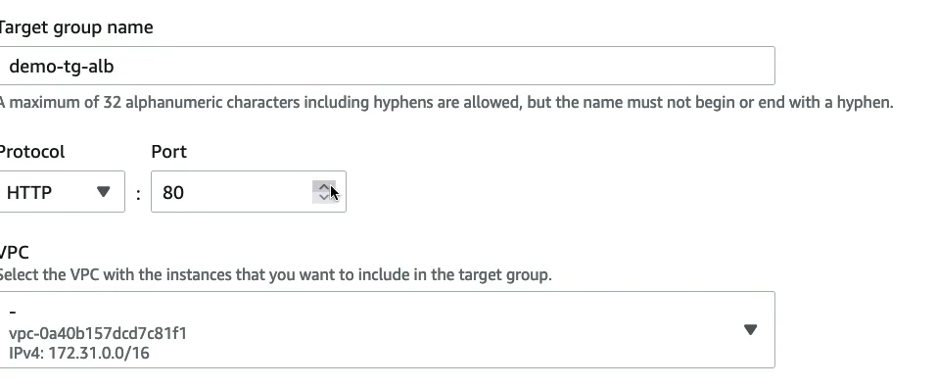 Target group name
demo-tg-alb
A maximum of 32 alphanumeric characters including hyphens are allowed, but the name must not begin or end with a hyphen.
Protocol Port
HTTP : 80
VPC
Select the VPC with the instances that you want to include in the target group.
-
vpc-0a40b157dcd7c81f1
IPv4: 172.31.0.0/16